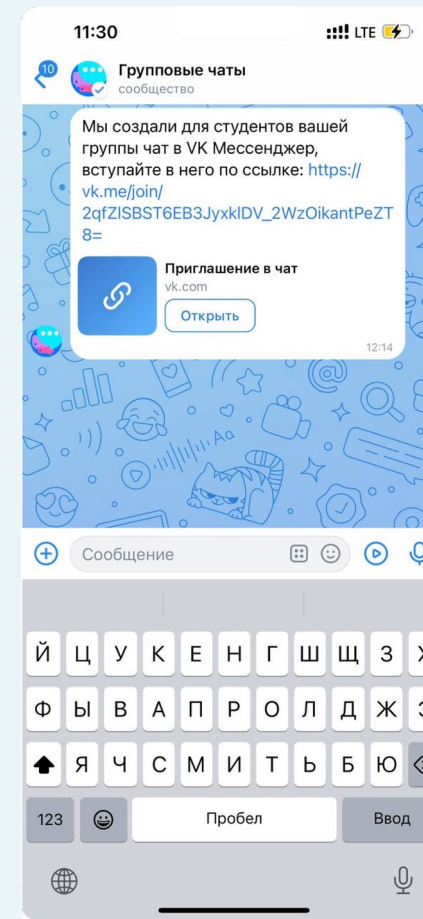 11:30
LTE
10
Групповые чаты
сообщество
Мы создали для студентов вашей
группы чат в VK Мессенджер,
вступайте в него по ссылке: https://
vk.me/join/
2qfZlSBST6EB3JyxklDV_2WzOikantPeZT
8=
Приглашение в чат
vk.com
Открыть
12:14
Aa
Сообщение
Й Ц У К Е Н Г Ш Щ З Х
Ф Ы В А П Р О Л Д Ж Э
Я Ч С М И Т Ь Б Ю
123 Пробел Ввод